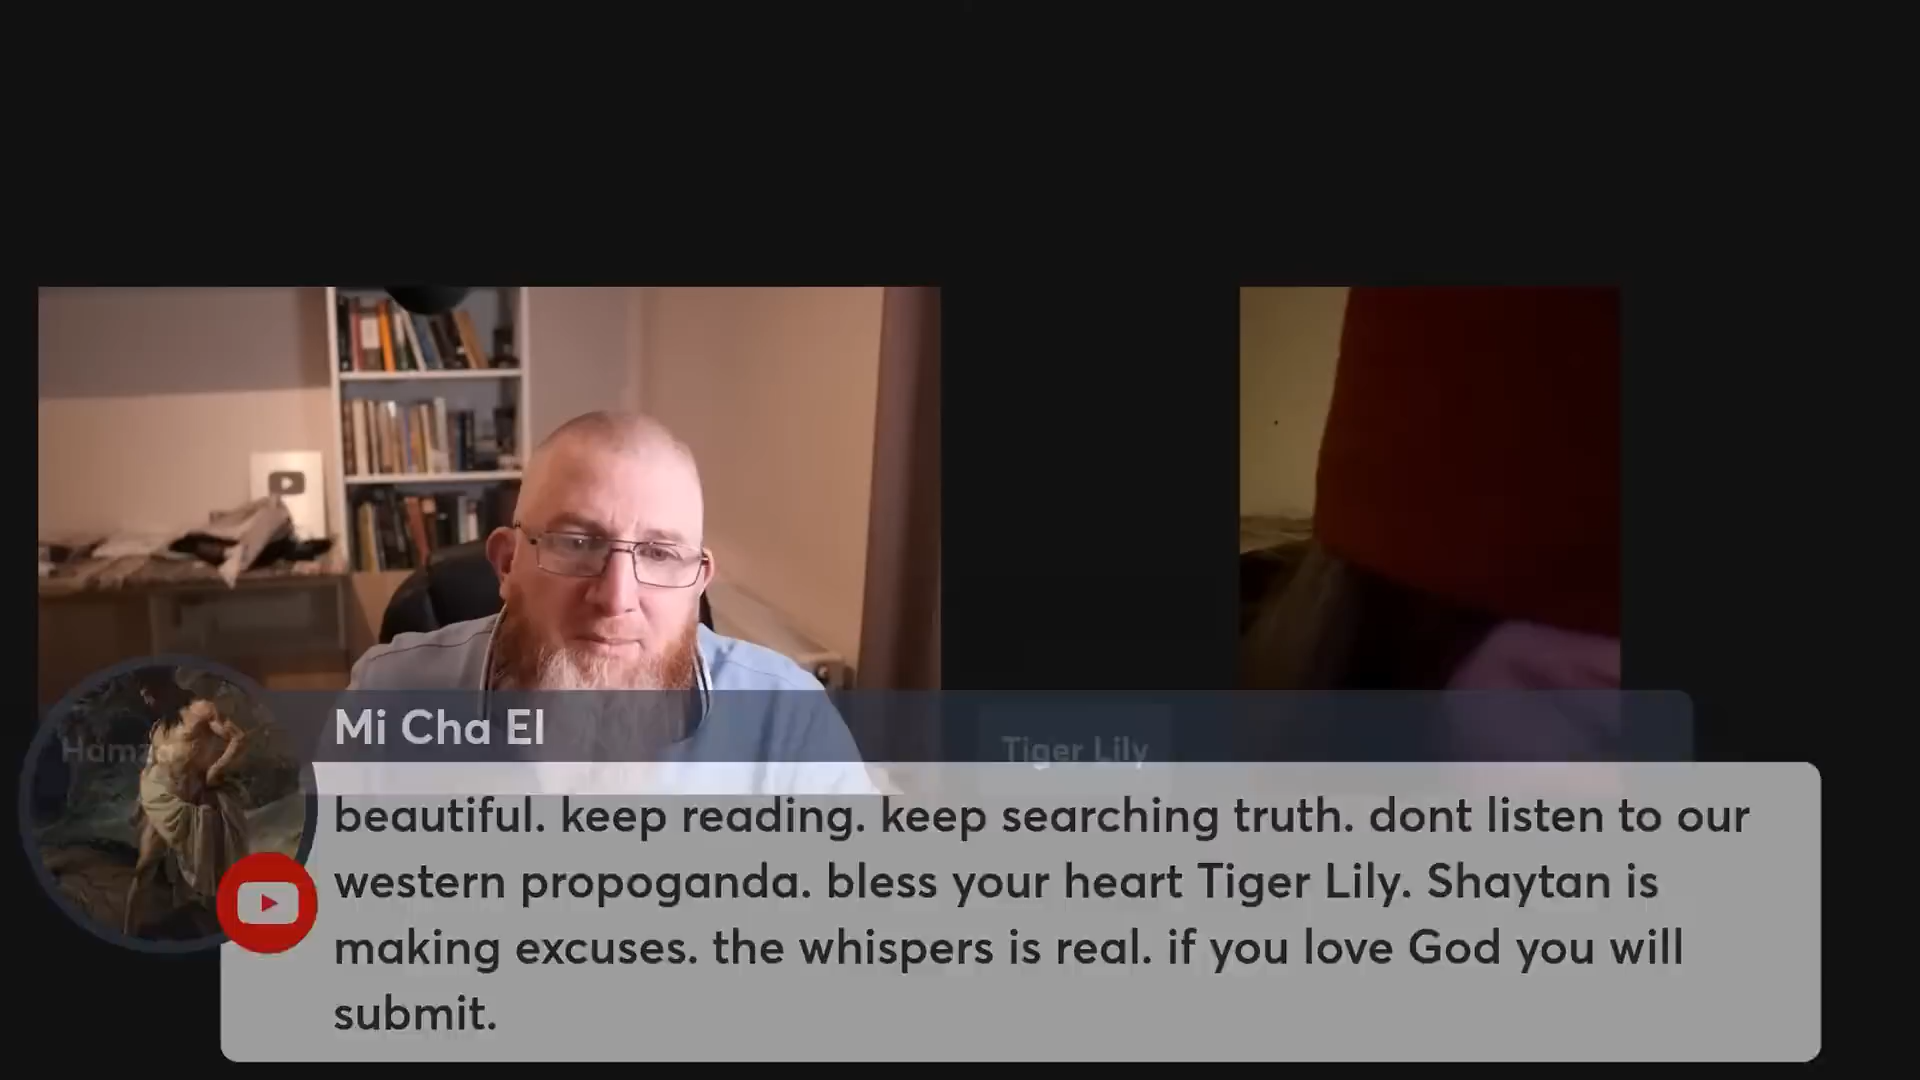 Mi Cha El
Hamza
Tiger Lily
beautiful. keep reading. keep searching truth. dont listen to our
western propoganda. bless your heart Tiger Lily. Shaytan is
making excuses. the whispers is real. if you love God you will
submit.